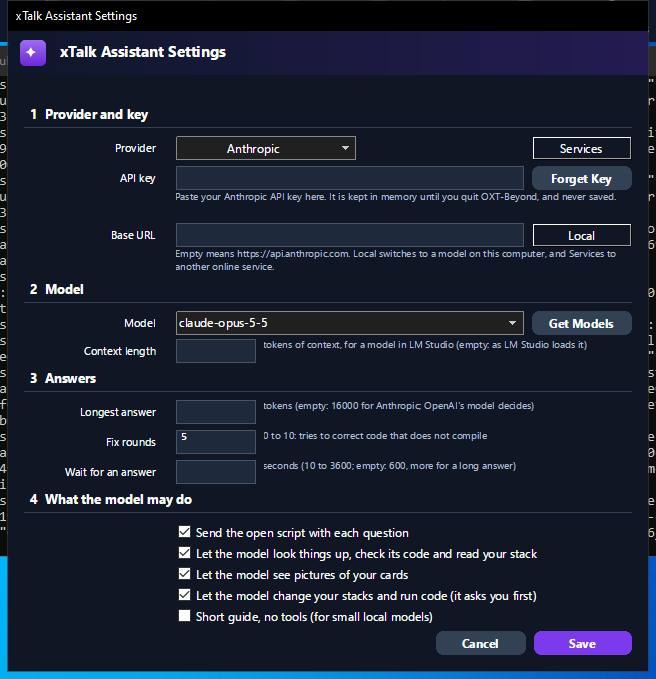 xTalk Assistant Settings
xTalk Assistant Settings
1 Provider and key
Provider Anthropic Services
API key Forget Key
Paste your Anthropic API key here. It is kept in memory until you quit OXT-Beyond, and never saved.
Base URL Local
Empty means https://api.anthropic.com. Local switches to a model on this computer, and Services to
another online service.
2 Model
Model claude-opus-5-5 Get Models
Context length tokens of context, for a model in LM Studio (empty: as LM Studio loads it)
3 Answers
Longest answer tokens (empty: 16000 for Anthropic; OpenAI's model decides)
Fix rounds 5 0 to 10: tries to correct code that does not compile
Wait for an answer seconds (10 to 3600; empty: 600, more for a long answer)
4 What the model may do
Send the open script with each question
Let the model look things up, check its code and read your stack
Let the model see pictures of your cards
Let the model change your stacks and run code (it asks you first)
Short guide, no tools (for small local models)
Cancel Save